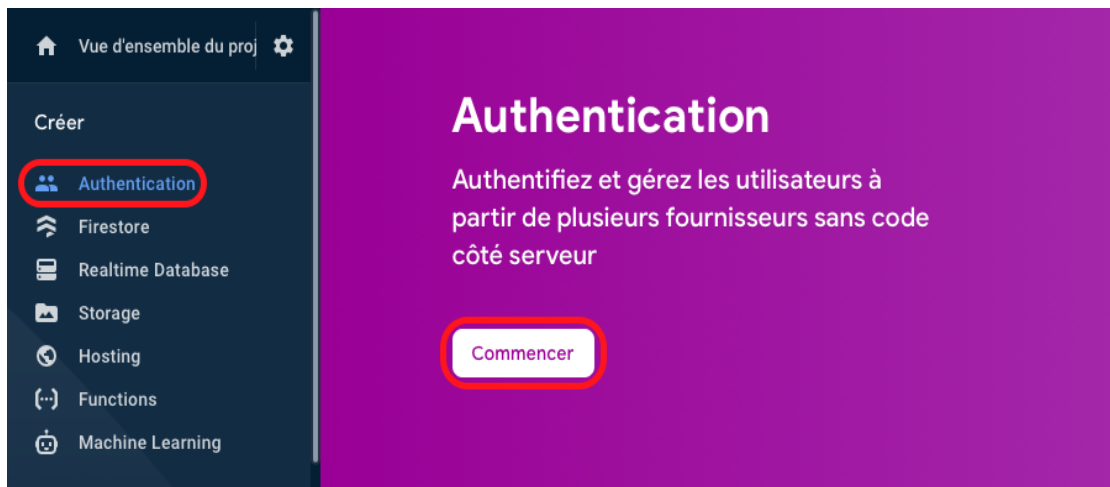 Vue d'ensemble du proj
Créer
Authentication
Firestore
Realtime Database
Storage
Hosting
Functions
Machine Learning
Authentication
Authentifiez et gérez les utilisateurs à
partir de plusieurs fournisseurs sans code
côté serveur
Commencer